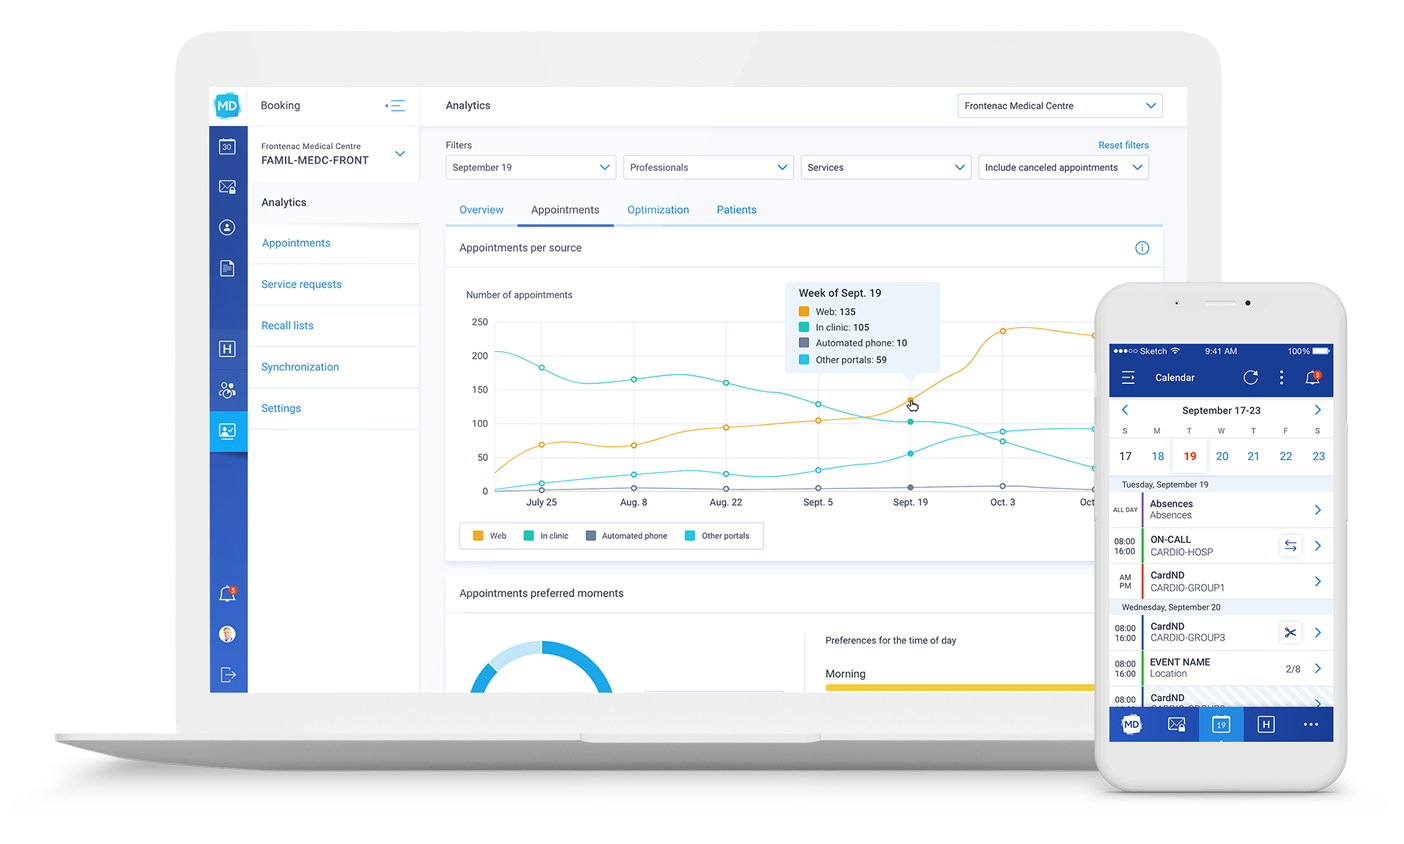 MD
Booking
Analytics
Frontenac Medical Centre
30
Frontenac Medical Centre
FAMIL-MEDC-FRONT
Analytics
Appointments
Service requests
Recall lists
Synchronization
Settings
H
5
Filters
Reset filters
September 19
Professionals
Services
Include canceled appointments
Overview
Appointments
Optimization
Patients
Appointments per source
Number of appointments
250
200
150
100
50
0
Week of Sept. 19
Web: 135
In clinic: 105
Automated phone: 10
Other portals: 59
July 25
Aug. 8
Aug. 22
Sept. 5
Sept. 19
Oct. 3
Oct
Web
In clinic
Automated phone
Other portals
Appointments preferred moments
Preferences for the time of day
Morning
Sketch
9:41 AM
100%
Calendar
5
September 17-23
S M T W T F S
17 18 19 20 21 22 23
Tuesday, September 19
ALL DAY
Absences
Absences
08:00
16:00
ON-CALL
CARDIO-HOSP
AM
PM
CardND
CARDIO-GROUP1
Wednesday, September 20
08:00
16:00
CardND
CARDIO-GROUP3
08:00
16:00
EVENT NAME
Location
2/8
08:00
CardND
MD
19
H